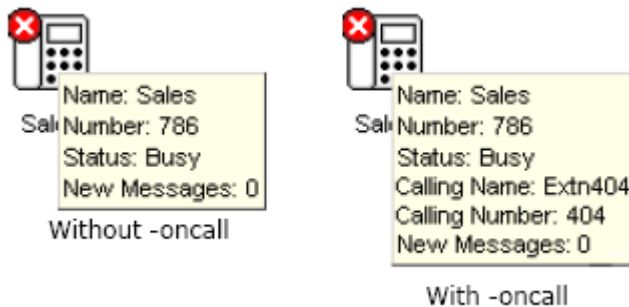 Sal
Name: Sales
Number: 786
Status: Busy
New Messages: 0
Without -oncall
Sal
Name: Sales
Number: 786
Status: Busy
Calling Name: Extn404
Calling Number: 404
New Messages: 0
With -oncall